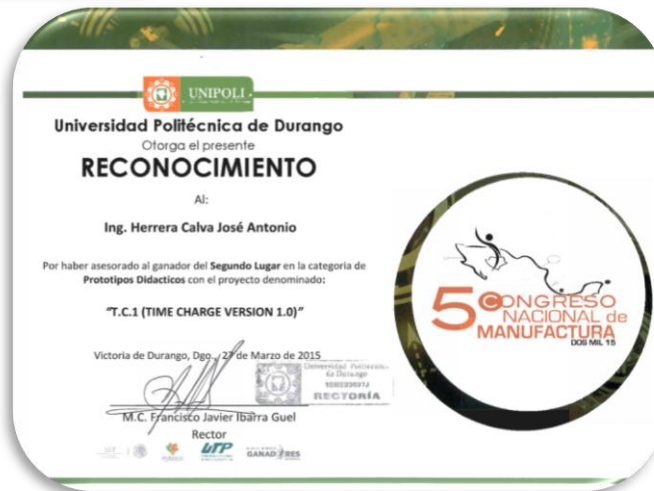 UNIPOLI
Universidad Politécnica de Durango
Otorga el presente
RECONOCIMIENTO
Al:
Ing. Herrera Calva José Antonio
Por haber asesorado al ganador del Segundo Lugar en la categoria de
Prototipos Didacticos con el proyecto denominado:
"T.C.1 (TIME CHARGE VERSION 1.0)"
Victoria de Durango, Dgo., 27 de Marzo de 2015
Universidad Politécnica
de Durango
RECTORÍA
M.C. Francisco Javier Ibarra Guel
Rector
SEP
UTP
GANADORES
5 CONGRESO
NACIONAL de
MANUFACTURA
DOS MIL 15